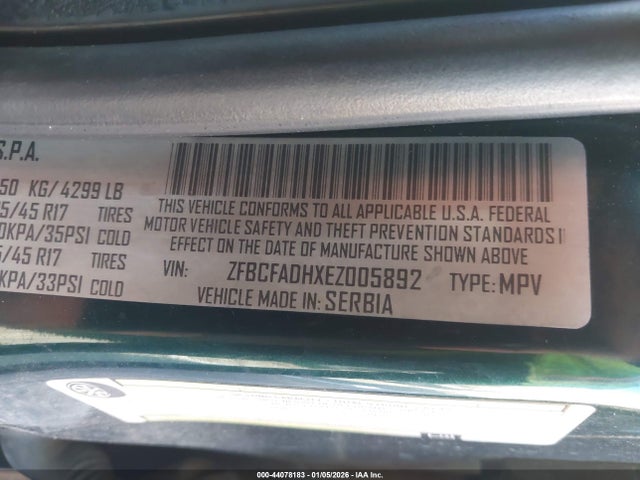 S.P.A.
50 KG/ 4299 LB
5/45 R17 TIRES
0KPA/35PSI COLD
5/45 R17 TIRES
0KPA/33PSI COLD
THIS VEHICLE CONFORMS TO ALL APPLICABLE U.S.A. FEDERAL
MOTOR VEHICLE SAFETY AND THEFT PREVENTION STANDARDS I
EFFECT ON THE DATE OF MANUFACTURE SHOWN ABOVE
VIN: ZFBCFADHXEZ005892 TYPE: MPV
VEHICLE MADE IN SERBIA
000-44078183 - 01/05/2026 - IAA Inc.